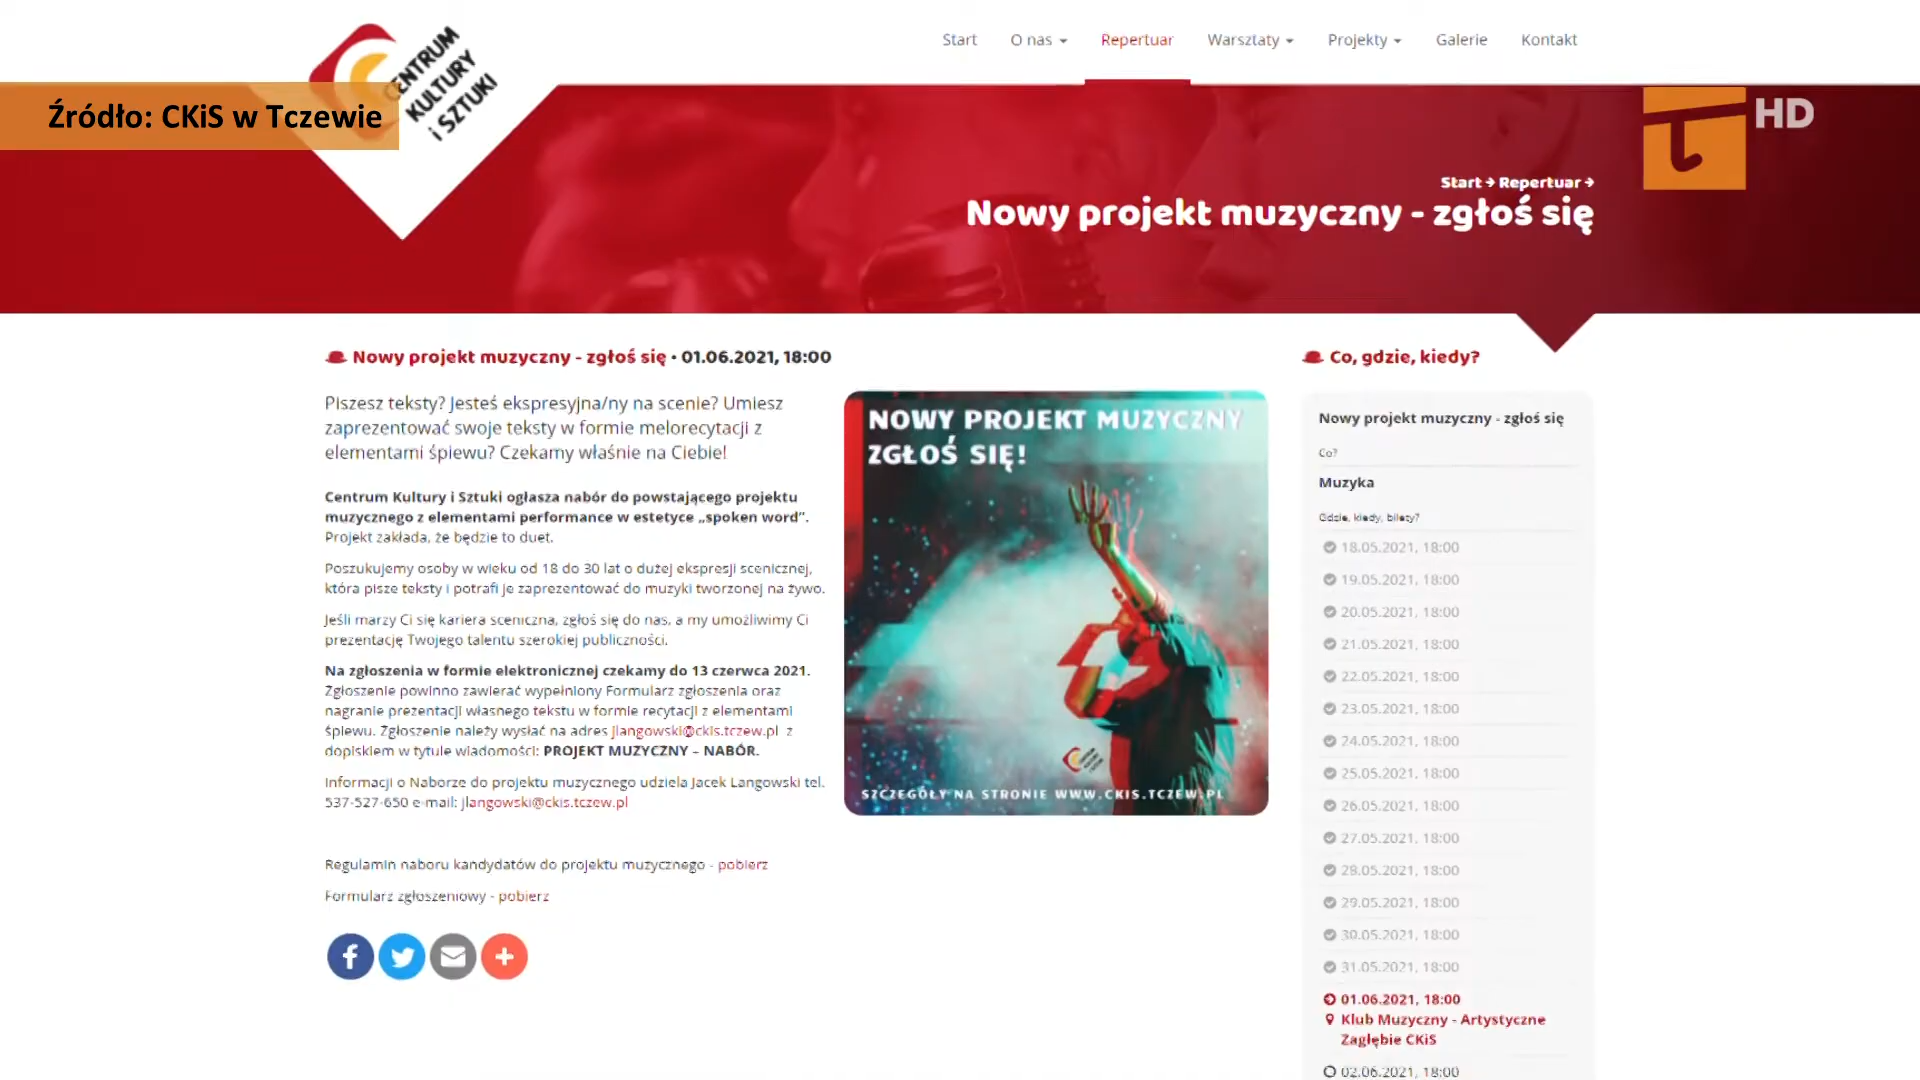 CENTRUM
KULTURY
i SZTUKI
Start
O nas
Repertuar
Warsztaty
Projekty
Galerie
Kontakt
Źródło: CKiS w Tczewie
HD
Start → Repertuar →
Nowy projekt muzyczny - zgłoś się
Nowy projekt muzyczny - zgłoś się • 01.06.2021, 18:00
Piszesz teksty? Jesteś ekspresyjna/ny na scenie? Umiesz
zaprezentować swoje teksty w formie melorecytacji z
elementami śpiewu? Czekamy właśnie na Ciebie!
Centrum Kultury i Sztuki ogłasza nabór do powstającego projektu
muzycznego z elementami performance w estetyce „spoken word”.
Projekt zakłada, że będzie to duet.
Poszukujemy osoby w wieku od 18 do 30 lat o dużej ekspresji scenicznej,
która pisze teksty i potrafi je zaprezentować do muzyki tworzonej na żywo.
Jeśli marzy Ci się kariera sceniczna, zgłoś się do nas, a my umożliwimy Ci
prezentację Twojego talentu szerokiej publiczności.
Na zgłoszenia w formie elektronicznej czekamy do 13 czerwca 2021.
Zgłoszenie powinno zawierać wypełniony Formularz zgłoszenia oraz
nagranie prezentacji własnego tekstu w formie recytacji z elementami
śpiewu. Zgłoszenie należy wysłać na adres jlangowski@ckis.tczew.pl z
dopiskiem w tytule wiadomości: PROJEKT MUZYCZNY – NABÓR.
Informacji o Naborze do projektu muzycznego udziela Jacek Langowski tel.
537-527-650 e-mail: jlangowski@ckis.tczew.pl
Regulamin naboru kandydatów do projektu muzycznego - pobierz
Formularz zgłoszeniowy - pobierz
NOWY PROJEKT MUZYCZNY
ZGŁOŚ SIĘ!
CENTRUM
KULTURY
i SZTUKI
SZCZEGÓŁY NA STRONIE WWW.CKIS.TCZEW.PL
Co, gdzie, kiedy?
Nowy projekt muzyczny - zgłoś się
Co?
Muzyka
Gdzie, kiedy, bilety?
18.05.2021, 18:00
19.05.2021, 18:00
20.05.2021, 18:00
21.05.2021, 18:00
22.05.2021, 18:00
23.05.2021, 18:00
24.05.2021, 18:00
25.05.2021, 18:00
26.05.2021, 18:00
27.05.2021, 18:00
28.05.2021, 18:00
29.05.2021, 18:00
30.05.2021, 18:00
31.05.2021, 18:00
01.06.2021, 18:00
Klub Muzyczny - Artystyczne
Zagłębie CKiS
02.06.2021, 18:00